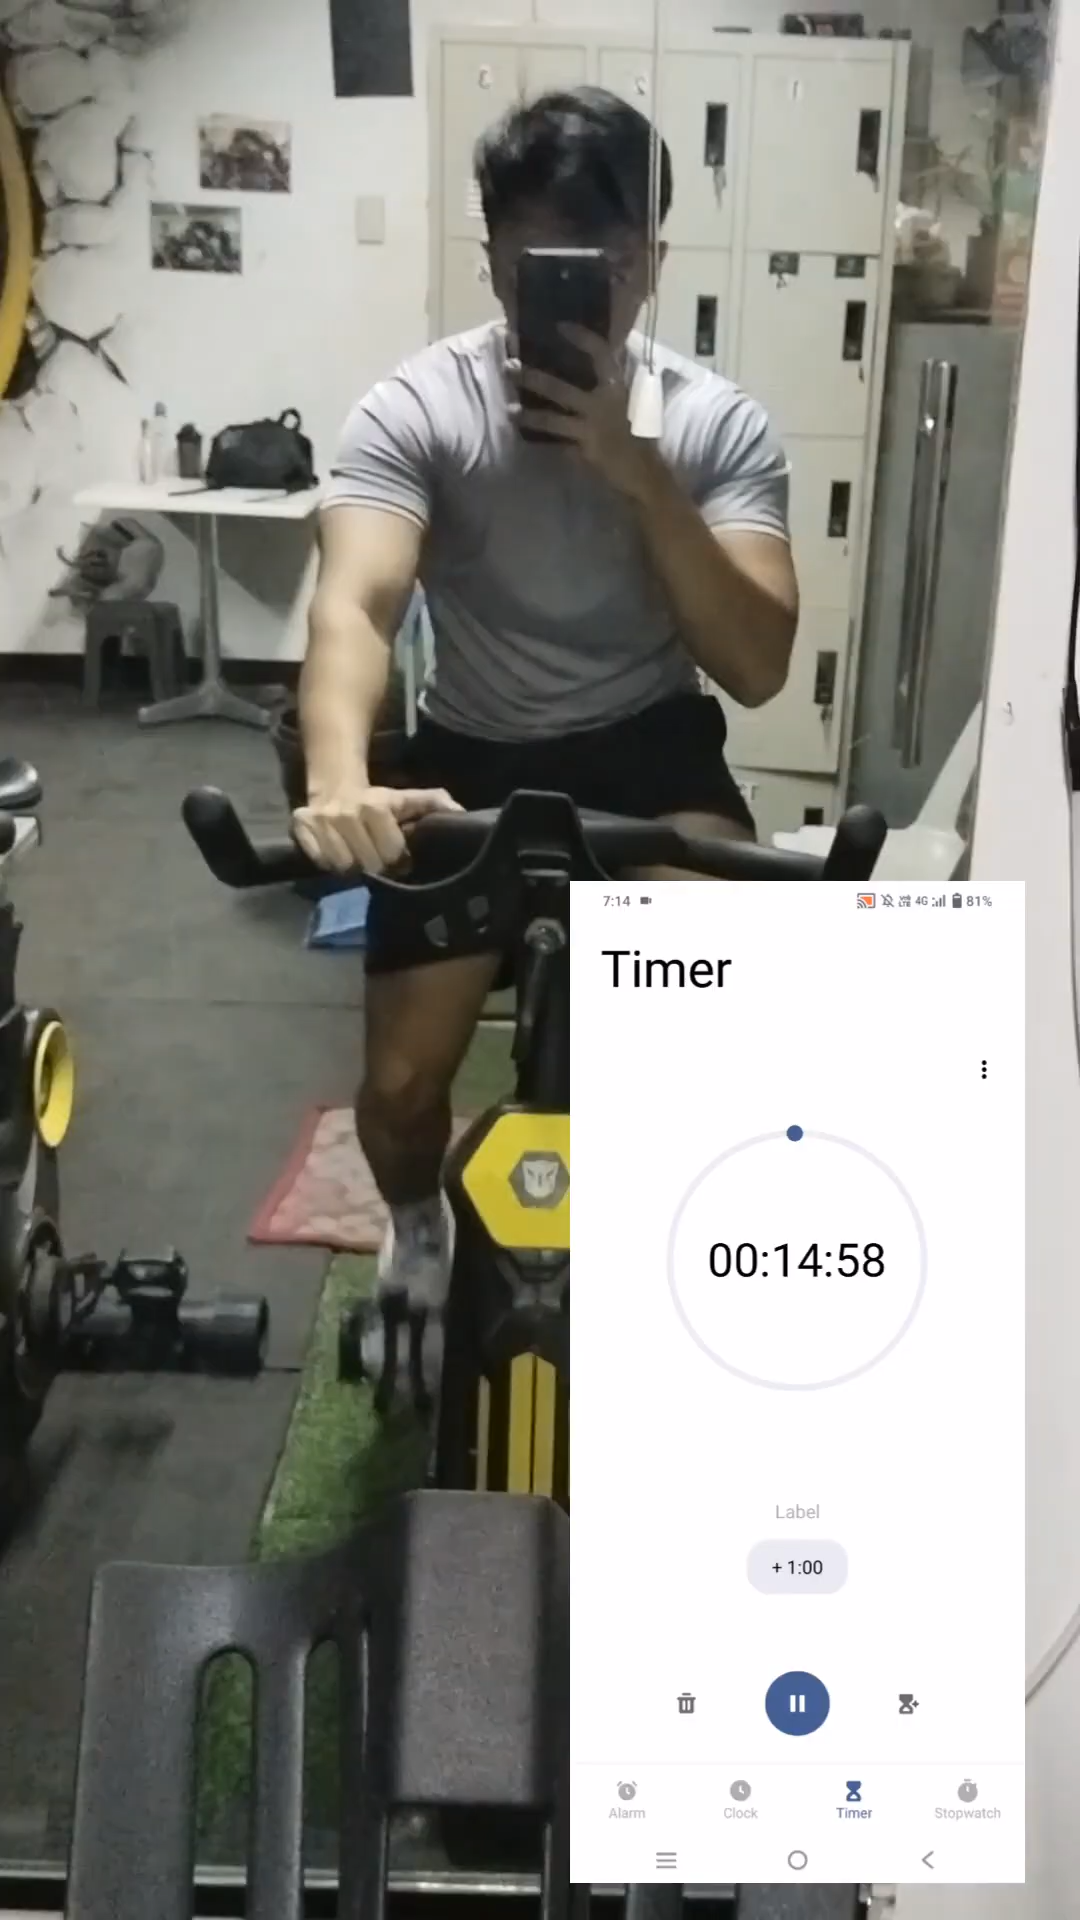 7:14 4G 81%
Timer
00:14:58
Label
+ 1:00
Alarm Clock Timer Stopwatch